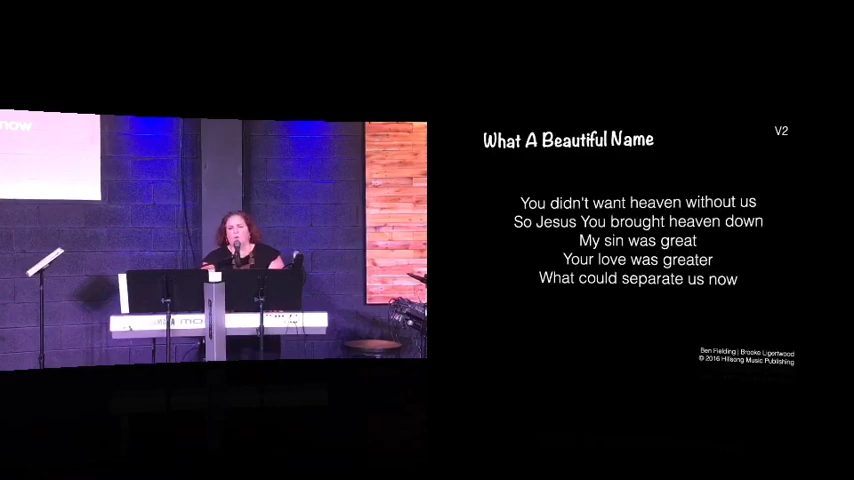 now
What A Beautiful Name
V2
You didn't want heaven without us
So Jesus You brought heaven down
My sin was great
Your love was greater
What could separate us now
Ben Fielding | Brooke Ligertwood
© 2016 Hillsong Music Publishing